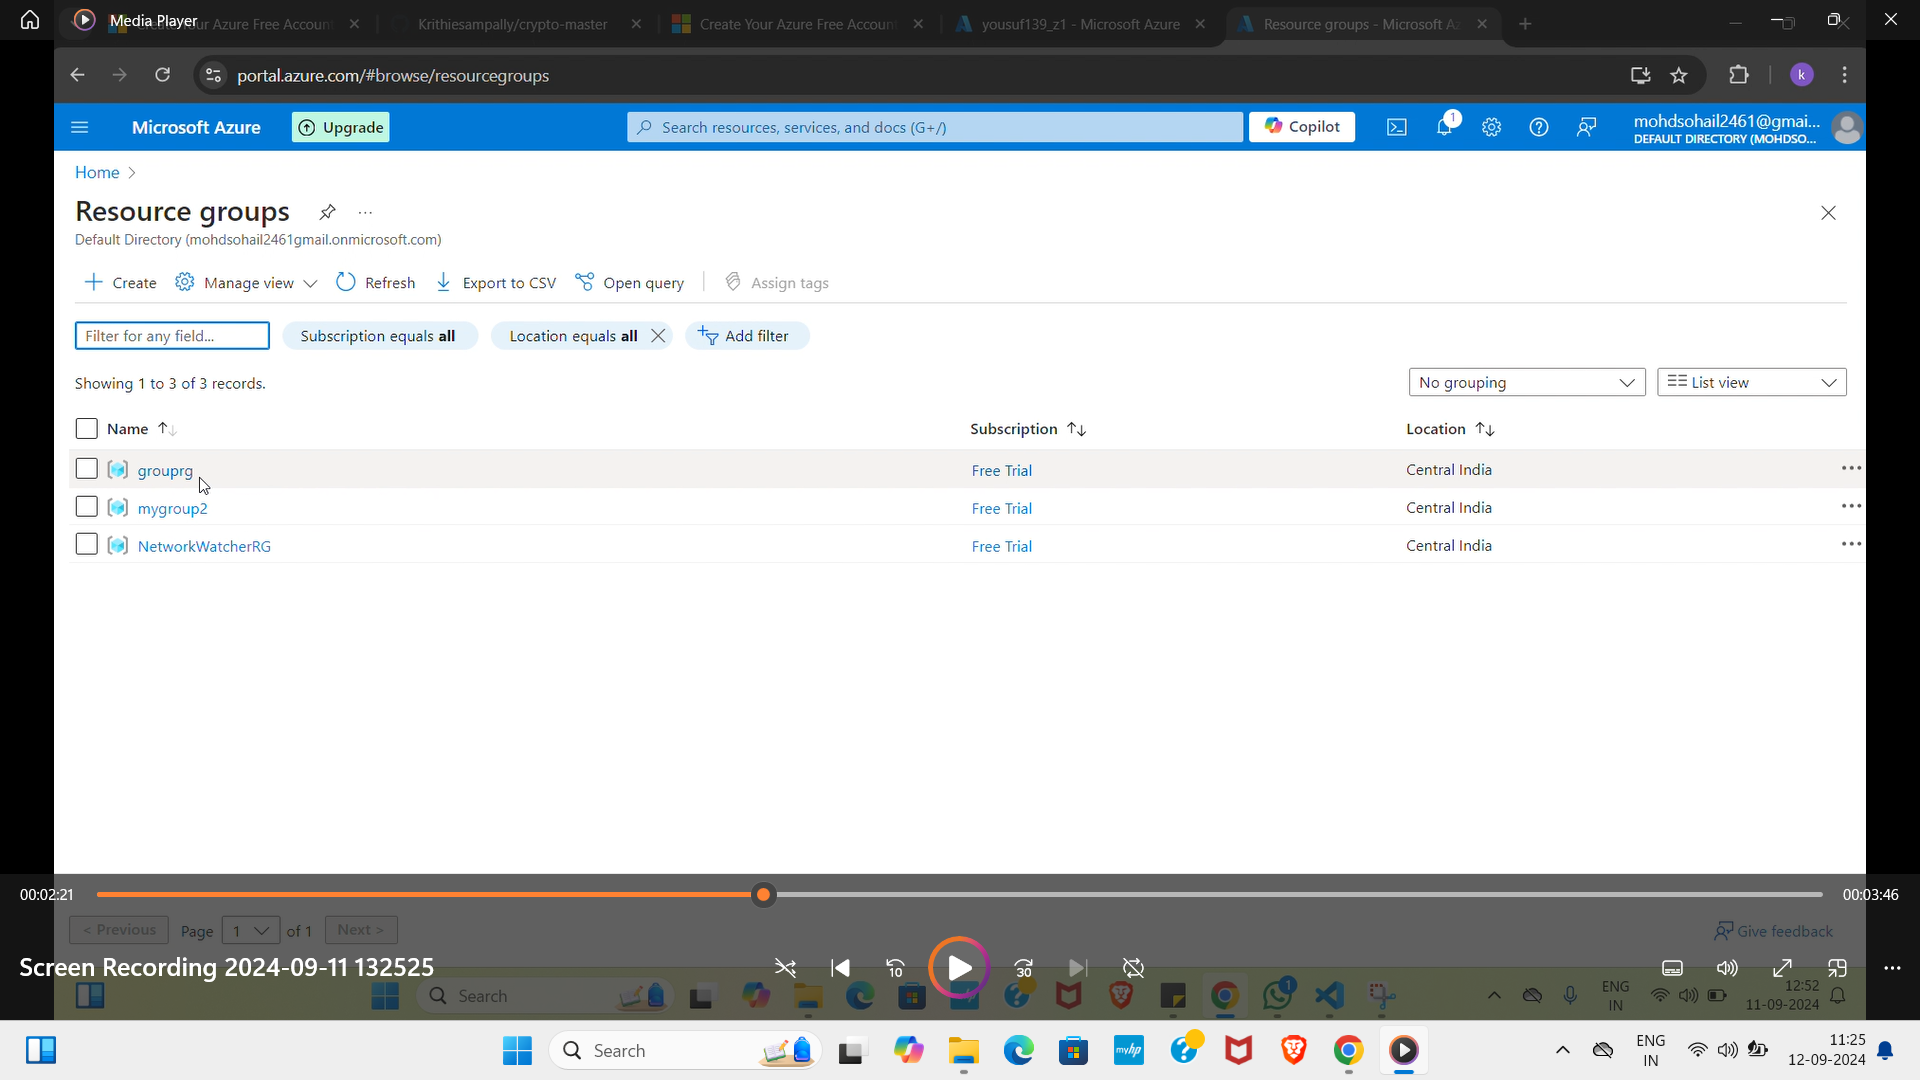 Media Player
Create Your Azure Free Accoun
Krithiesampally/crypto-master
Create Your Azure Free Accoun
yousuf139_z1 - Microsoft Azure
Resource groups - Microsoft Az
portal.azure.com/#browse/resourcegroups
k
Microsoft Azure
Upgrade
Search resources, services, and docs (G+/)
Copilot
1
mohdsohail2461@gmai...
DEFAULT DIRECTORY (MOHDSO...
Home >
Resource groups
Default Directory (mohdsohail2461gmail.onmicrosoft.com)
Create
Manage view
Refresh
Export to CSV
Open query
Assign tags
Filter for any field...
Subscription equals all
Location equals all
Add filter
Showing 1 to 3 of 3 records.
No grouping
List view
Name
Subscription
Location
grouprg
Free Trial
Central India
mygroup2
Free Trial
Central India
NetworkWatcherRG
Free Trial
Central India
00:02:21
00:03:46
< Previous
Page
1
of 1
Next >
Give feedback
Screen Recording 2024-09-11 132525
10
30
Search
1
ENG
IN
12:52
11-09-2024
Search
myhp
ENG
IN
11:25
12-09-2024